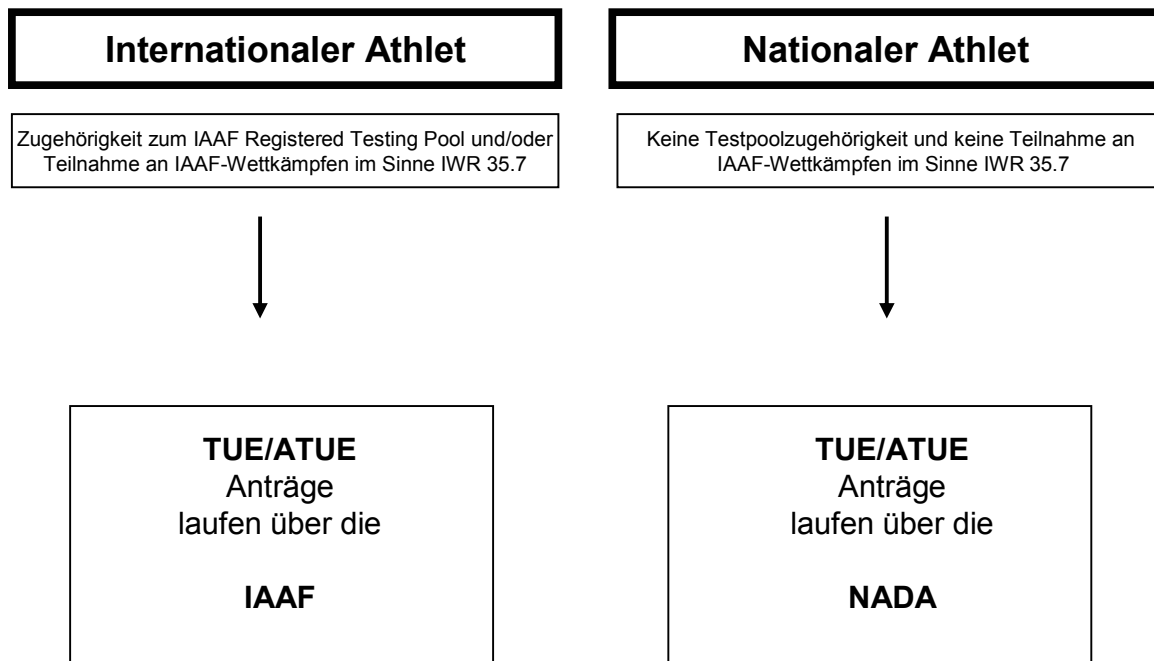 Internationaler Athlet
Zugehörigkeit zum IAAF Registered Testing Pool und/oder
Teilnahme an IAAF-Wettkämpfen im Sinne IWR 35.7
TUE/ATUE
Anträge
laufen über die
IAAF
Nationaler Athlet
Keine Testpoolzugehörigkeit und keine Teilnahme an
IAAF-Wettkämpfen im Sinne IWR 35.7
TUE/ATUE
Anträge
laufen über die
NADA